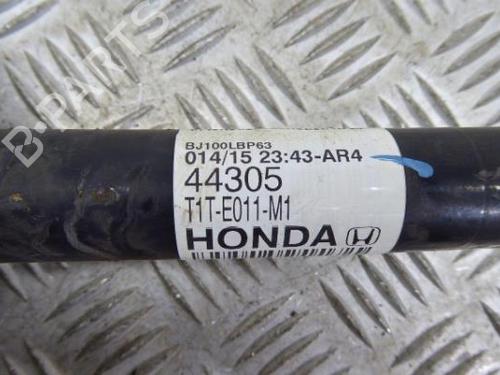 B-PARTS
BJ100LBP63
014/15 23:43-AR4
44305
T1T-E011-M1
HONDA